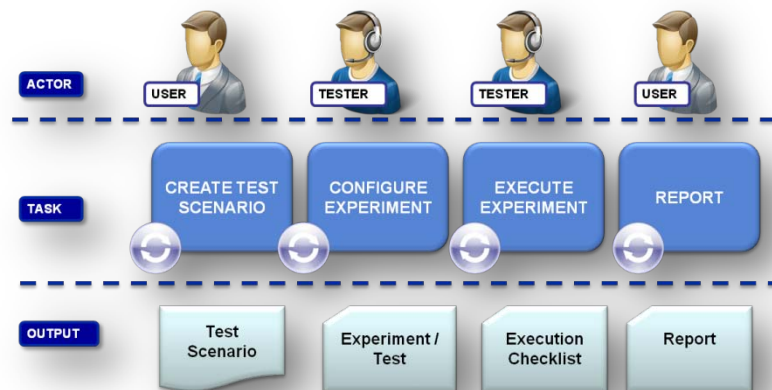 ACTOR
USER
TESTER
TESTER
USER
TASK
CREATE TEST
SCENARIO
CONFIGURE
EXPERIMENT
EXECUTE
EXPERIMENT
REPORT
OUTPUT
Test
Scenario
Experiment /
Test
Execution
Checklist
Report